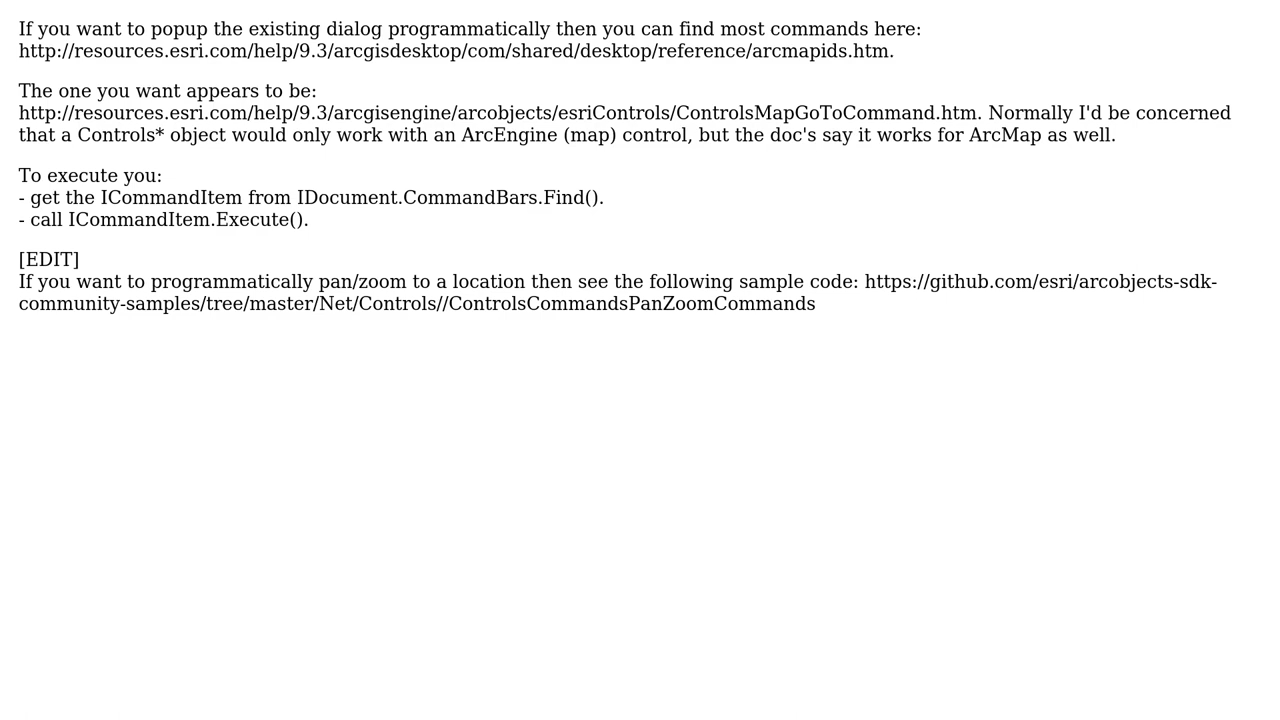 If you want to popup the existing dialog programmatically then you can find most commands here:
http://resources.esri.com/help/9.3/arcgisdesktop/com/shared/desktop/reference/arcmapids.htm.
The one you want appears to be:
http://resources.esri.com/help/9.3/arcgisengine/arcobjects/esriControls/ControlsMapGoToCommand.htm. Normally I'd be concerned
that a Controls* object would only work with an ArcEngine (map) control, but the doc's say it works for ArcMap as well.
To execute you:
- get the ICommandItem from IDocument.CommandBars.Find().
- call ICommandItem.Execute().
[EDIT]
If you want to programmatically pan/zoom to a location then see the following sample code: https://github.com/esri/arcobjects-sdk-
community-samples/tree/master/Net/Controls//ControlsCommandsPanZoomCommands